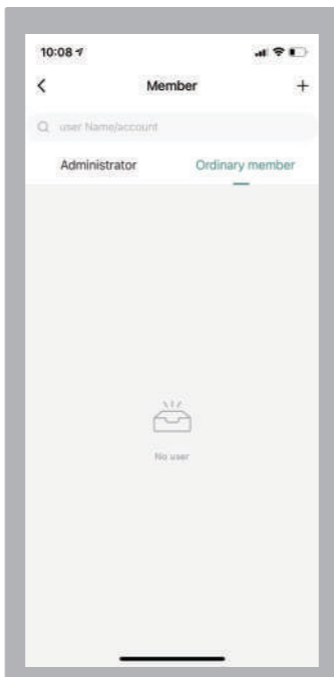 10:08
Member
user Name/account
Administrator Ordinary member
No user